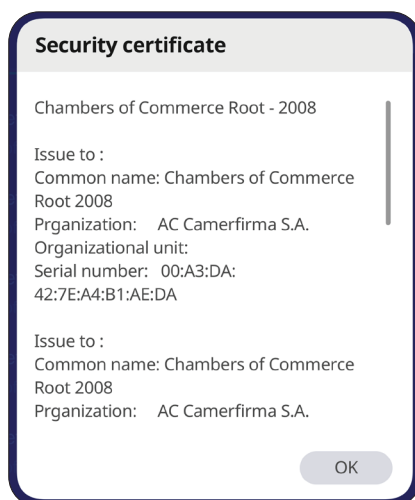 Security certificate
Chambers of Commerce Root - 2008
Issue to :
Common name: Chambers of Commerce
Root 2008
Prganization: AC Camerfirma S.A.
Organizational unit:
Serial number: 00:A3:DA:
42:7E:A4:B1:AE:DA
Issue to :
Common name: Chambers of Commerce
Root 2008
Prganization: AC Camerfirma S.A.
OK